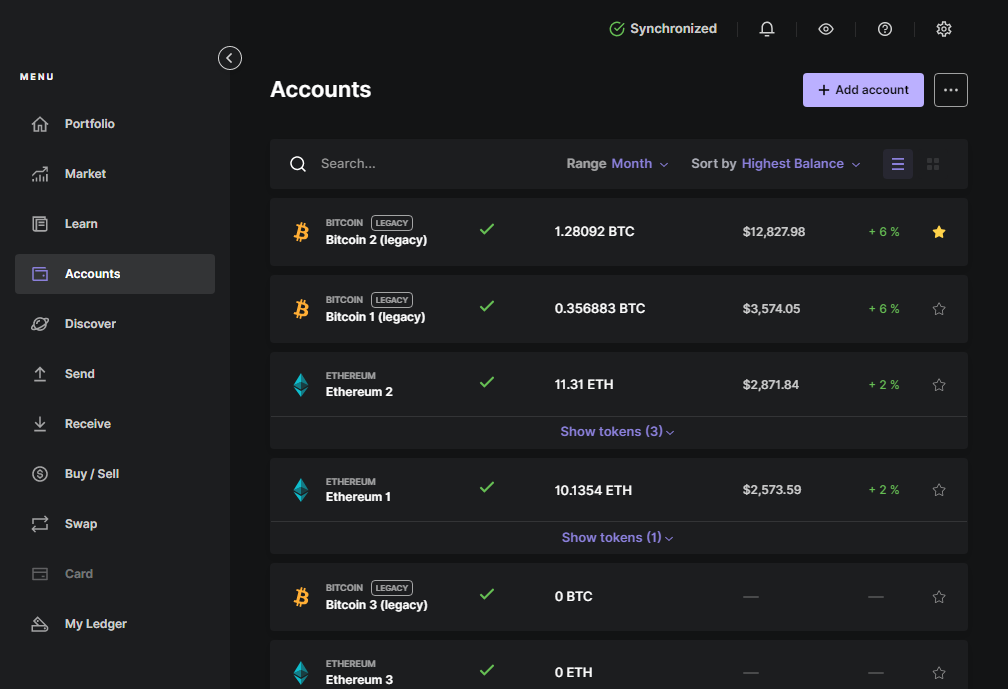 Synchronized
MENU
Accounts
+ Add account
Portfolio
Market
Learn
Accounts
Discover
Send
Receive
Buy / Sell
Swap
Card
My Ledger
Search...
Range Month
Sort by Highest Balance
BITCOIN LEGACY
Bitcoin 2 (legacy)
1.28092 BTC
$12,827.98
+ 6 %
BITCOIN LEGACY
Bitcoin 1 (legacy)
0.356883 BTC
$3,574.05
+ 6 %
ETHEREUM
Ethereum 2
11.31 ETH
$2,871.84
+ 2 %
Show tokens (3)
ETHEREUM
Ethereum 1
10.1354 ETH
$2,573.59
+ 2 %
Show tokens (1)
BITCOIN LEGACY
Bitcoin 3 (legacy)
0 BTC
—
—
ETHEREUM
Ethereum 3
0 ETH
—
—